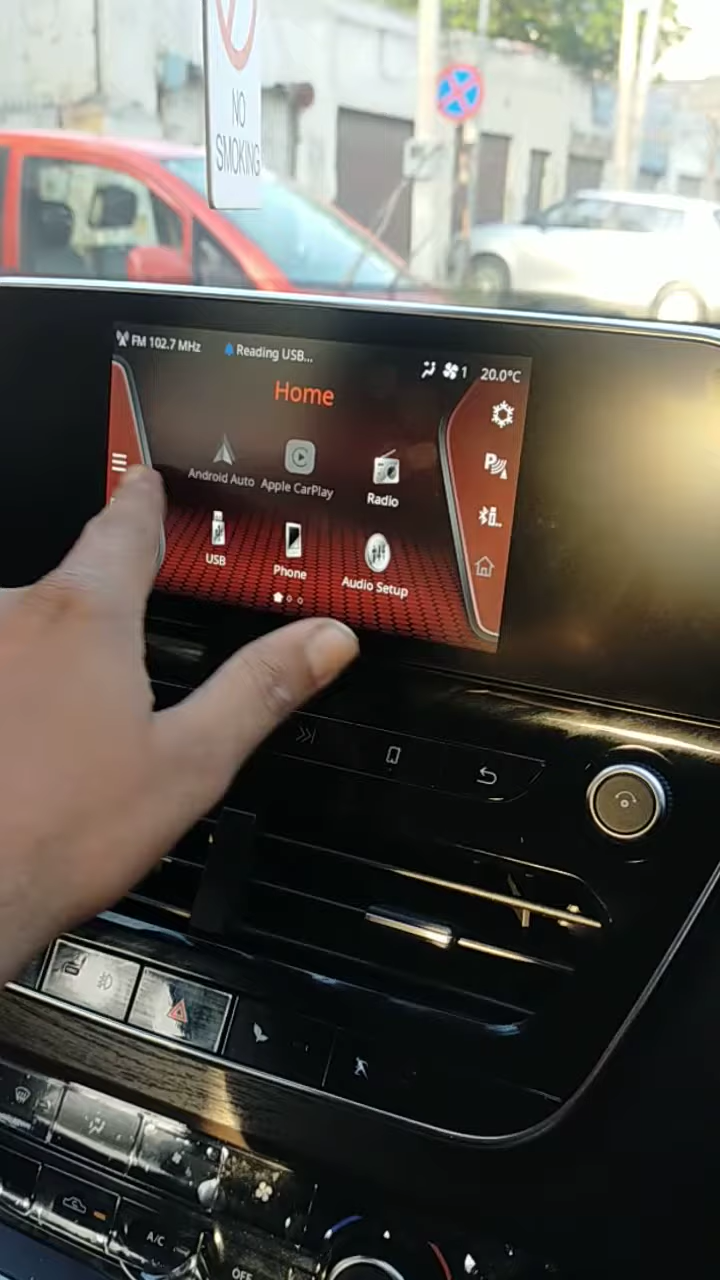 NO
SMOKING
FM 102.7 MHz
Reading USB...
1
20.0°C
Home
Android Auto
Apple CarPlay
Radio
USB
Phone
Audio Setup
A/C
OFF